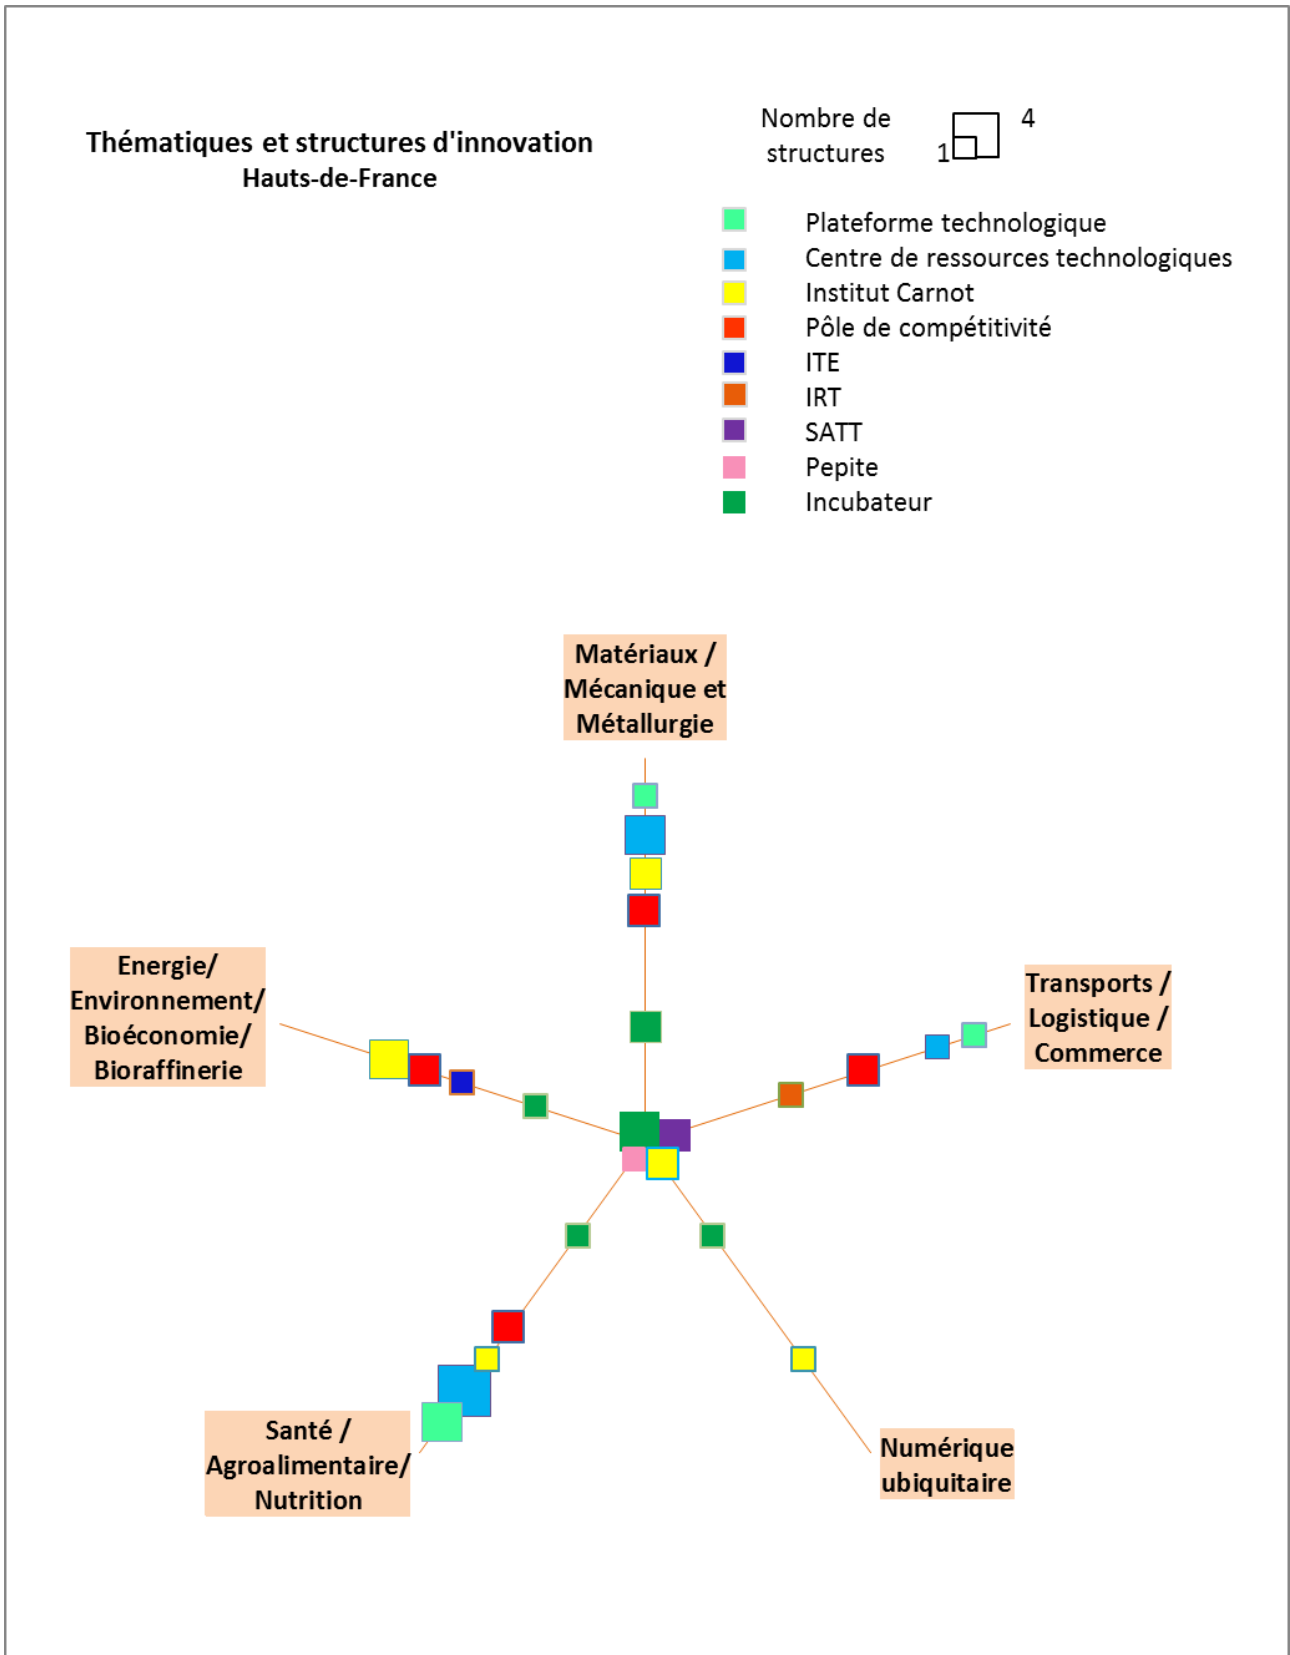 Thématiques et structures d'innovation
Hauts-de-France
Nombre de
structures
4
1
Plateforme technologique
Centre de ressources technologiques
Institut Carnot
Pôle de compétitivité
ITE
IRT
SATT
Pepite
Incubateur
Matériaux /
Mécanique et
Métallurgie
Energie/
Environnement/
Bioéconomie/
Bioraffinerie
Transports /
Logistique /
Commerce
Santé /
Agroalimentaire/
Nutrition
Numérique
ubiquitaire